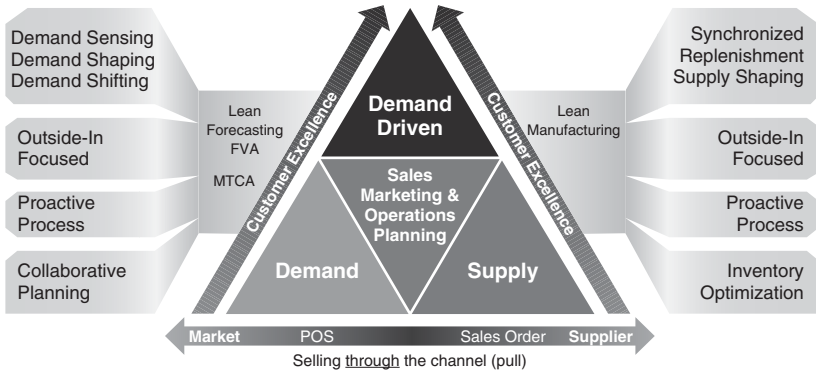 Demand Sensing
Demand Shaping
Demand Shifting
Outside-In
Focused
Proactive
Process
Collaborative
Planning
Lean
Forecasting
FVA
MTCA
Customer Excellence
Demand
Driven
Sales
Marketing &
Operations
Planning
Demand
Supply
Customer Excellence
Lean
Manufacturing
Synchronized
Replenishment
Supply Shaping
Outside-In
Focused
Proactive
Process
Inventory
Optimization
Market POS Sales Order Supplier
Selling through the channel (pull)